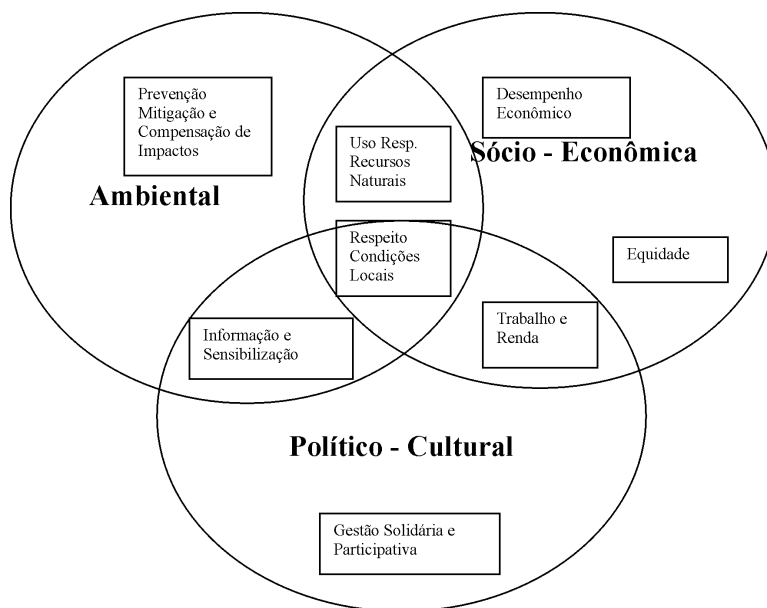 Prevenção
Mitigação e
Compensação de
Impactos
Ambiental
Uso Resp.
Recursos
Naturais
Desempenho
Econômico
Sócio - Econômica
Respeito
Condições
Locais
Equidade
Informação e
Sensibilização
Trabalho e
Renda
Político - Cultural
Gestão Solidária e
Participativa